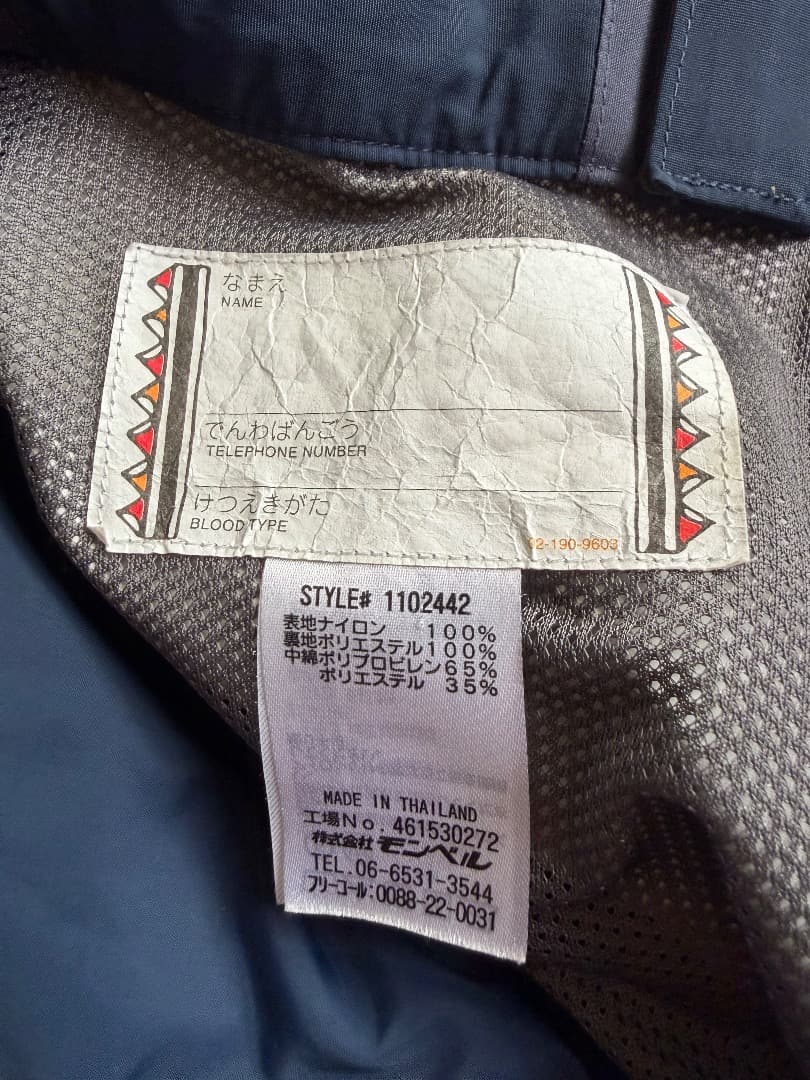 なまえ
NAME
でんわばんごう
TELEPHONE NUMBER
けつえきがた
BLOOD TYPE
2-190-9603
STYLE# 1102442
表地ナイロン 100%
裏地ポリエステル100%
中綿ポリプロピレン65%
ポリエステル 35%
MADE IN THAILAND
工場No. 461530272
株式会社モンベル
TEL.06-6531-3544
フリーコール:0088-22-0031